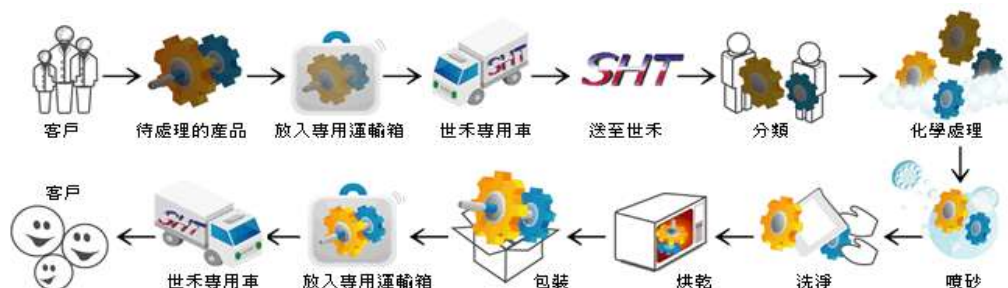 客戶
待處理的產品
放入專用運輸箱
SHT
世禾專用車
SHT
送至世禾
分類
化學處理
噴砂
洗淨
烘乾
包裝
放入專用運輸箱
SHT
世禾專用車
客戶